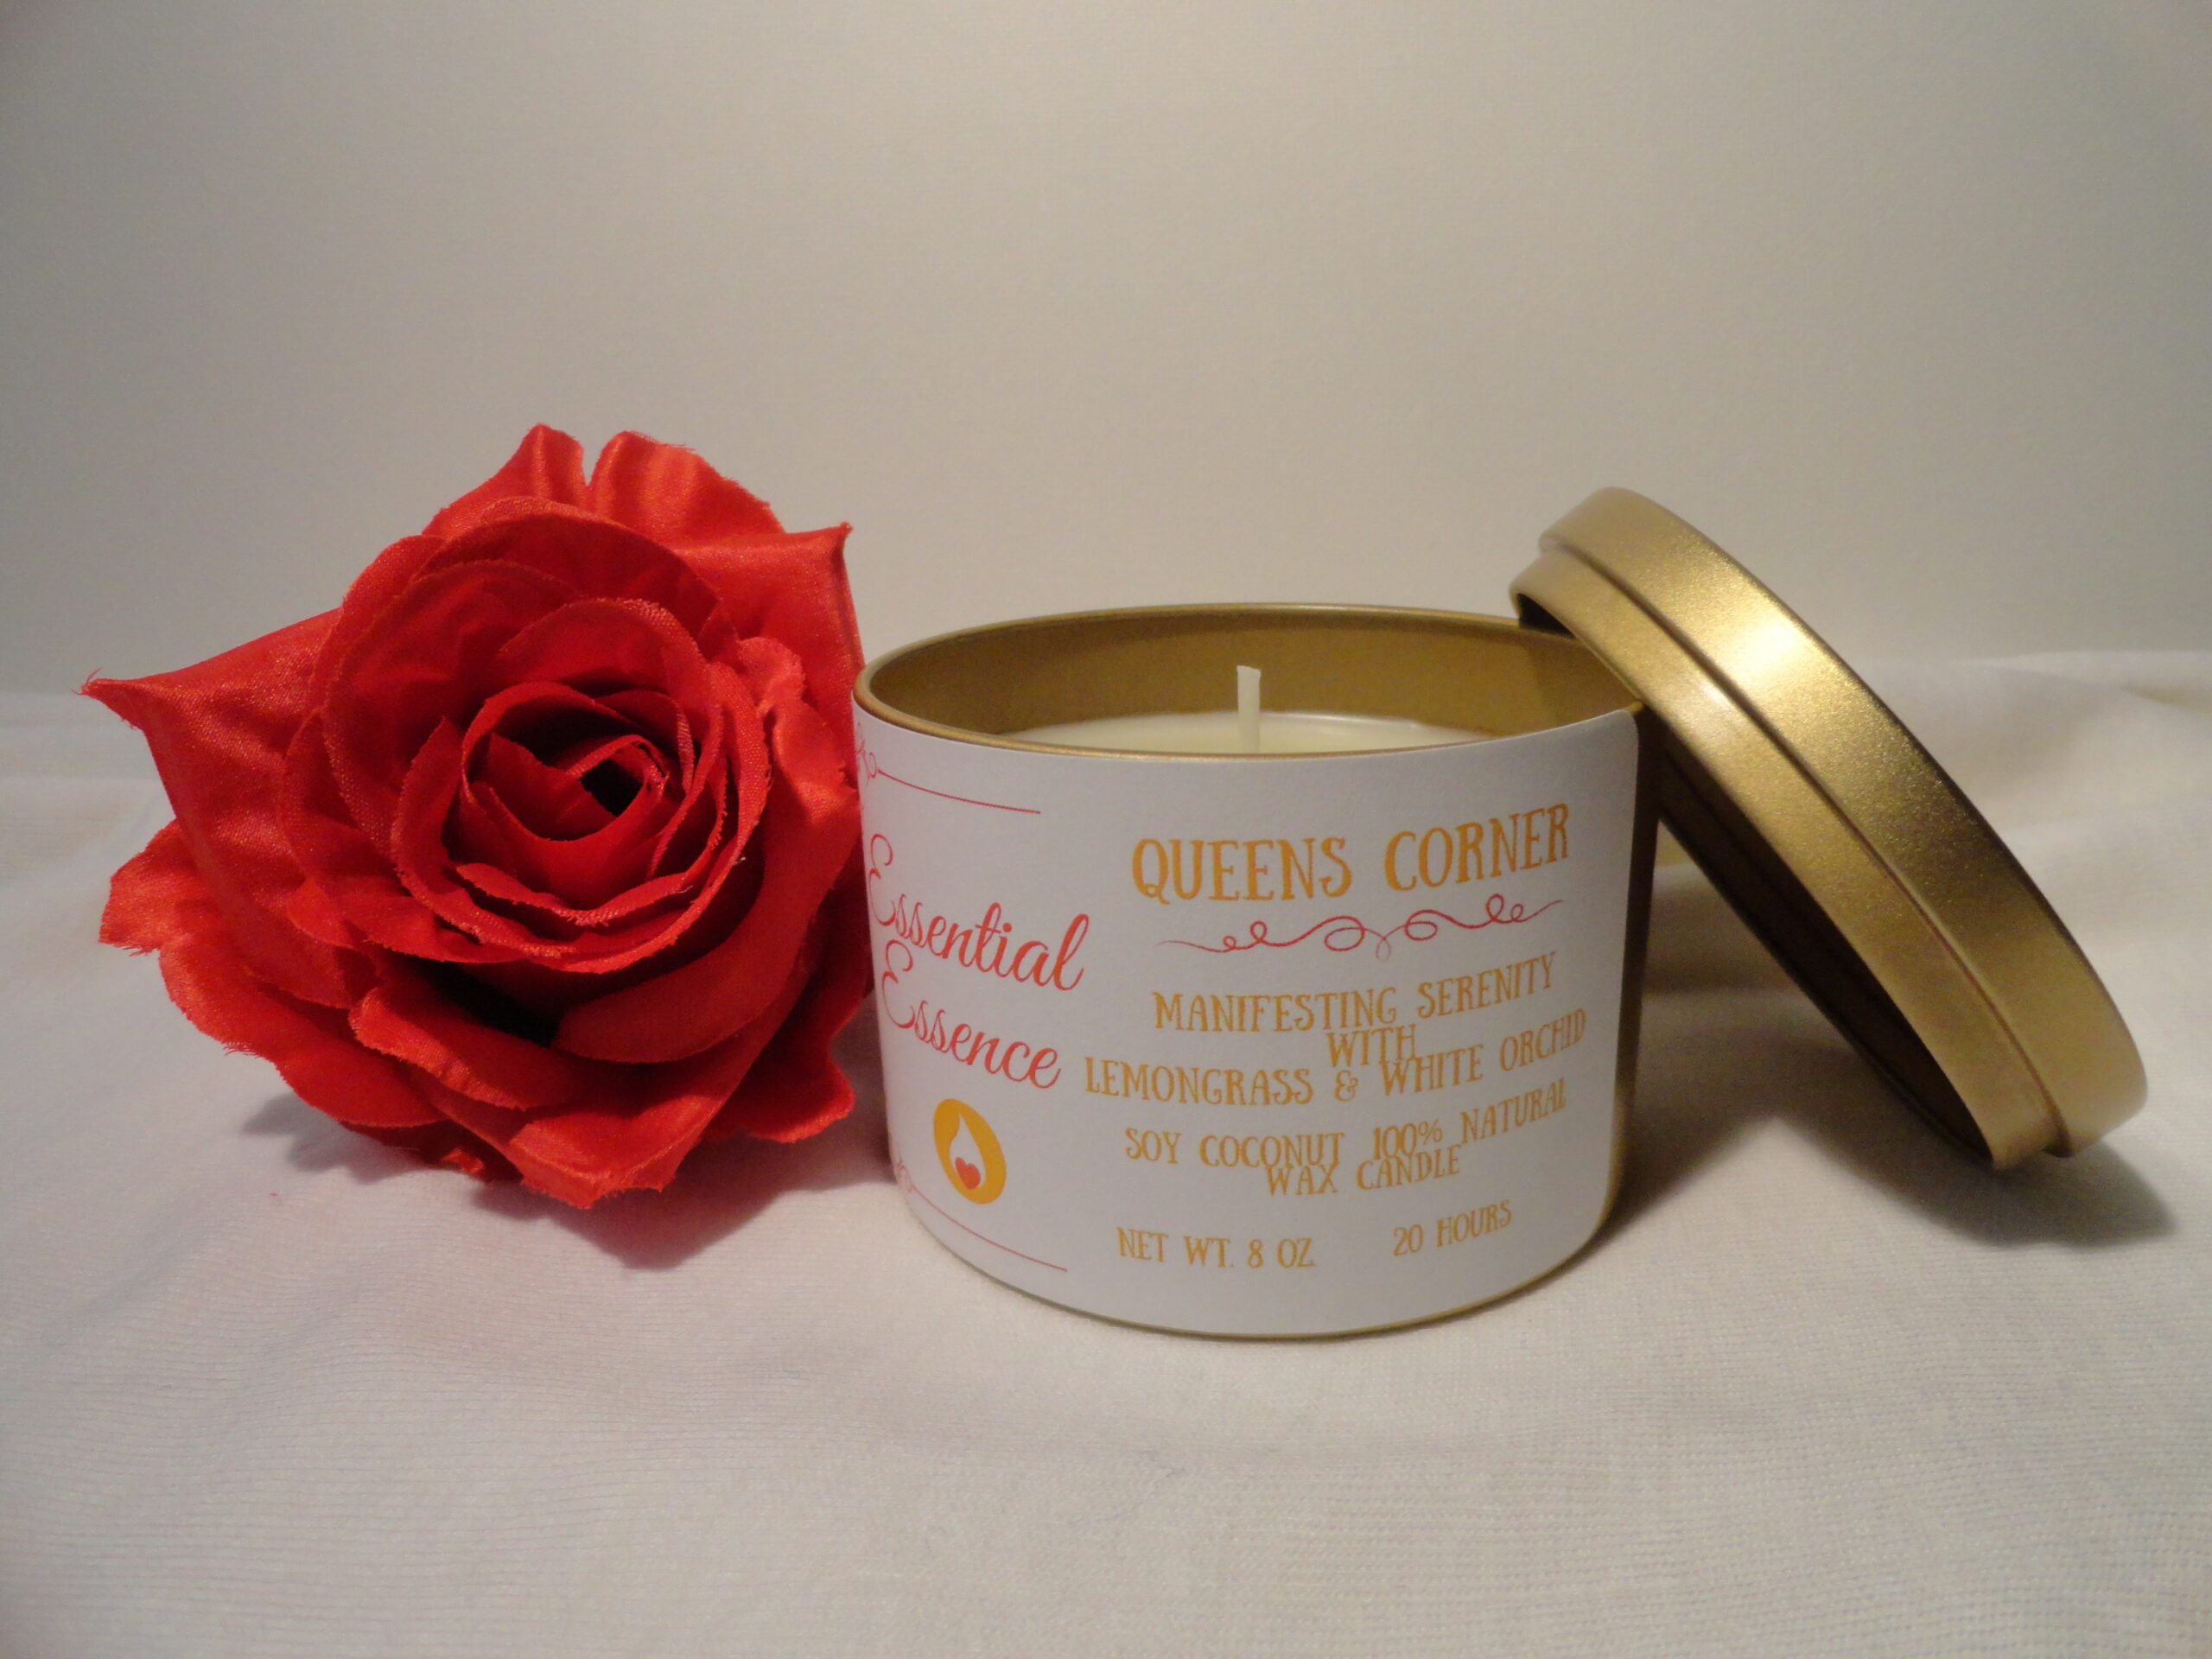 Essential
Essence
QUEENS CORNER
MANIFESTING SERENITY
WITH
LEMONGRASS & WHITE ORCHID
SOY COCONUT 100% NATURAL
WAX CANDLE
NET WT. 8 OZ 20 HOURS